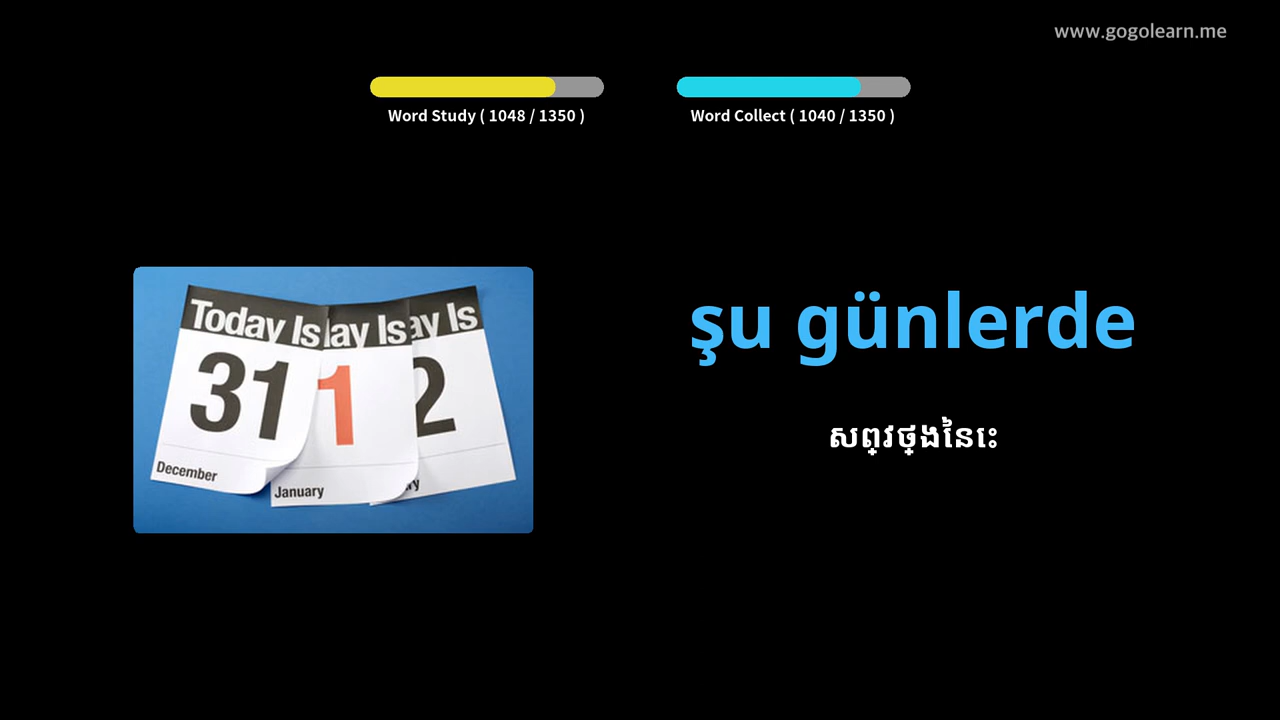 www.gogolearn.me
Word Study ( 1048 / 1350 )
Word Collect ( 1040 / 1350 )
Today Is
ay Is
ay Is
31
1
2
December
January
ry
şu günlerde
សព្វថ្ងៃនេះ